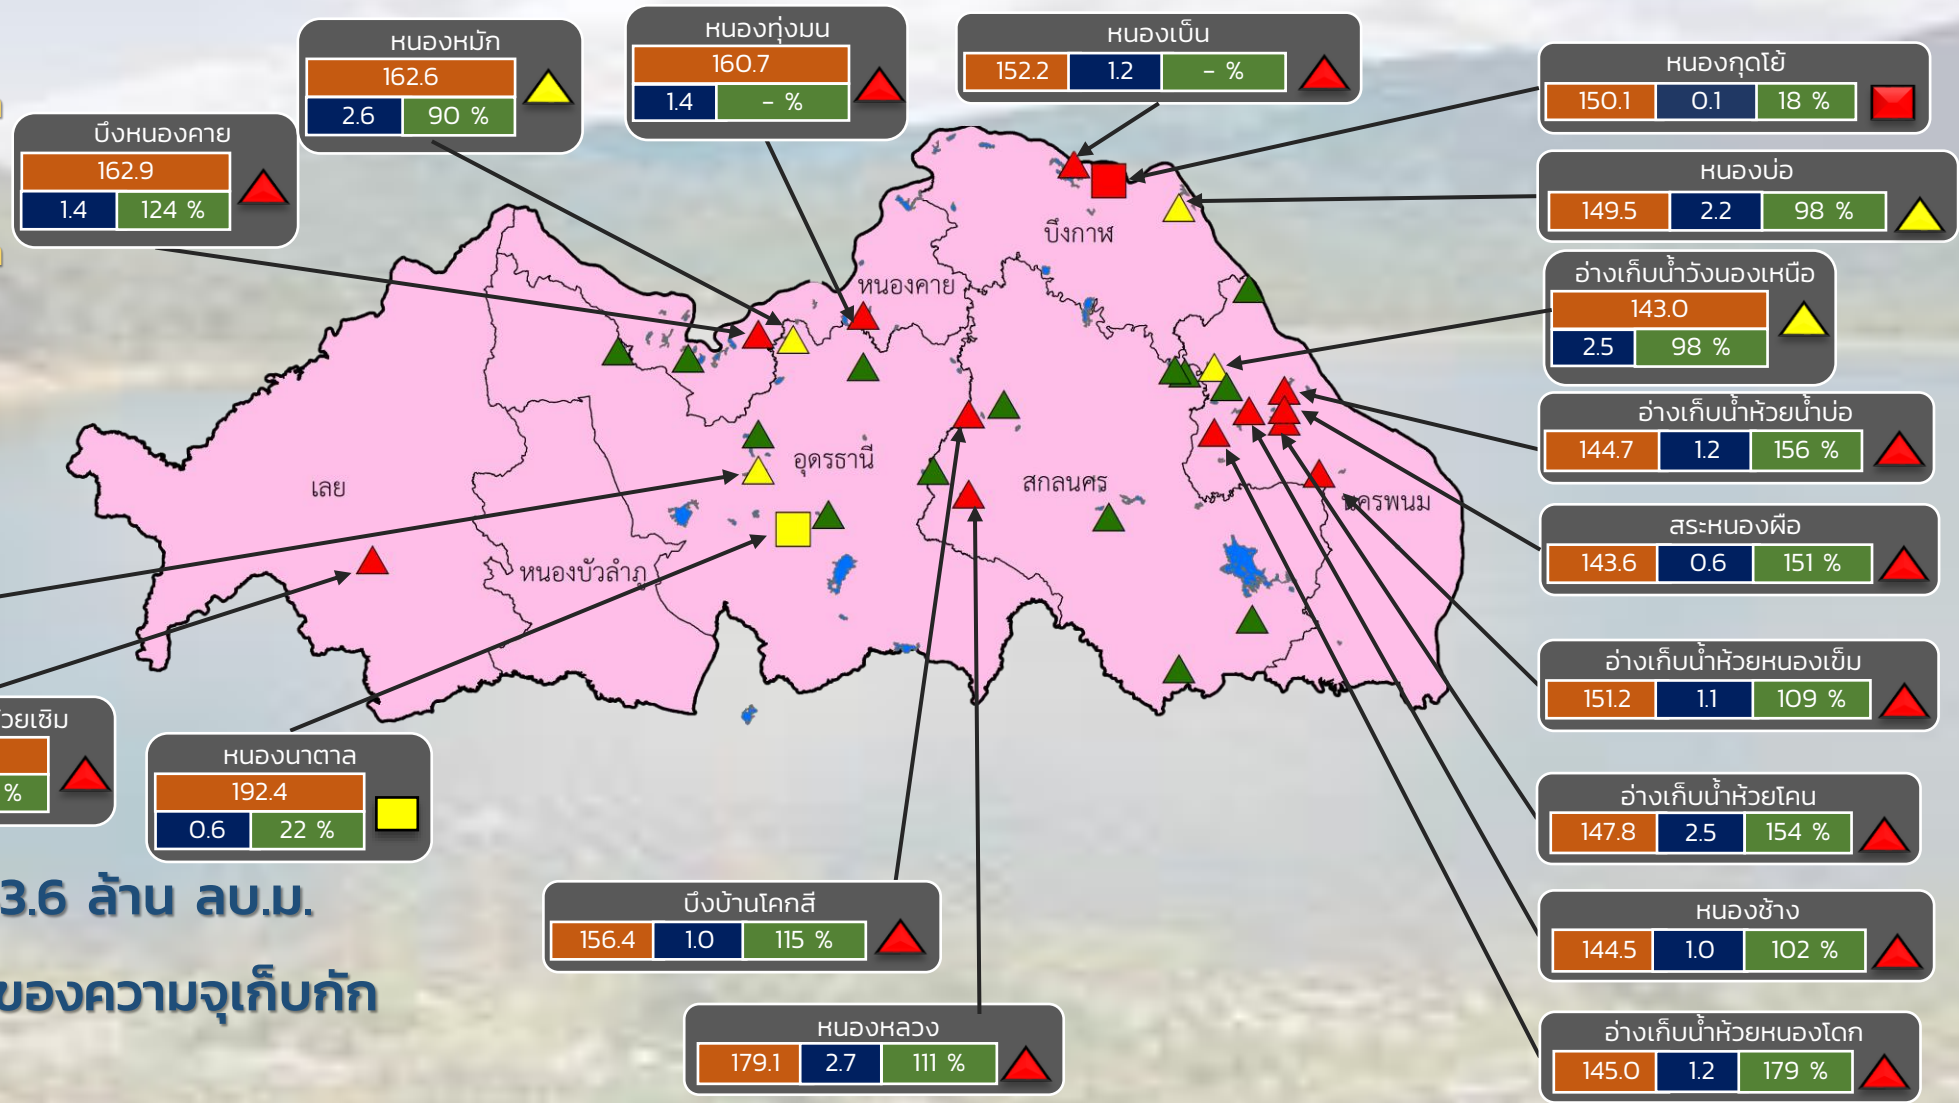 หนองหมัก
162.6
2.6 90 %
หนองทุ่งมน
160.7
1.4 - %
หนองเบ็น
152.2 1.2 - %
หนองกุดโย้
150.1 0.1 18 %
บึงหนองคาย
162.9
1.4 124 %
หนองบ่อ
149.5 2.2 98 %
อ่างเก็บน้ำวังนองเหนือ
143.0
2.5 98 %
อ่างเก็บน้ำห้วยน้ำบ่อ
144.7 1.2 156 %
สระหนองผือ
143.6 0.6 151 %
อ่างเก็บน้ำห้วยหนองเข็ม
151.2 1.1 109 %
อ่างเก็บน้ำห้วยโคน
147.8 2.5 154 %
หนองช้าง
144.5 1.0 102 %
อ่างเก็บน้ำห้วยหนองโดก
145.0 1.2 179 %
บึงกาฬ
หนองคาย
อุดรธานี
สกลนคร
นครพนม
เลย
หนองบัวลำภู
วยเซิม
%
หนองนาตาล
192.4
0.6 22 %
บึงบ้านโคกสี
156.4 1.0 115 %
หนองหลวง
179.1 2.7 111 %
3.6 ล้าน ลบ.ม.
ของความจุเก็บกัก